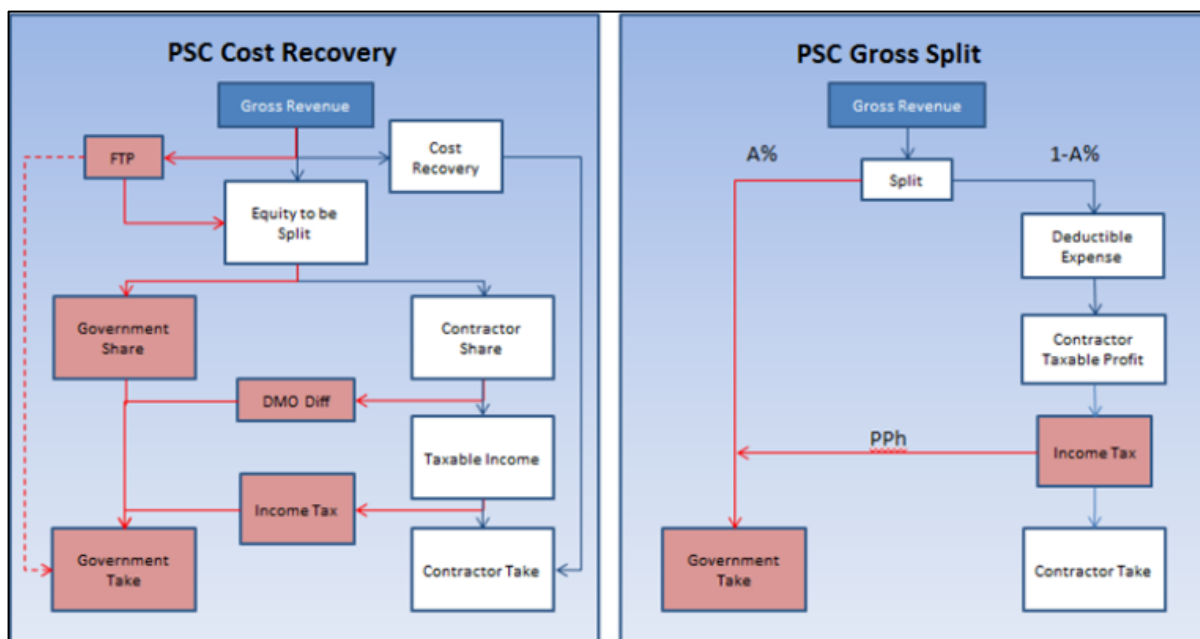 PSC Cost Recovery
Gross Revenue
FTP
Cost
Recovery
Equity to be
Split
Government
Share
Contractor
Share
DMO Diff
Taxable Income
Income Tax
Government
Take
Contractor Take
PSC Gross Split
Gross Revenue
A%
1-A%
Split
Deductible
Expense
Contractor
Taxable Profit
PPh
Income Tax
Government
Take
Contractor Take